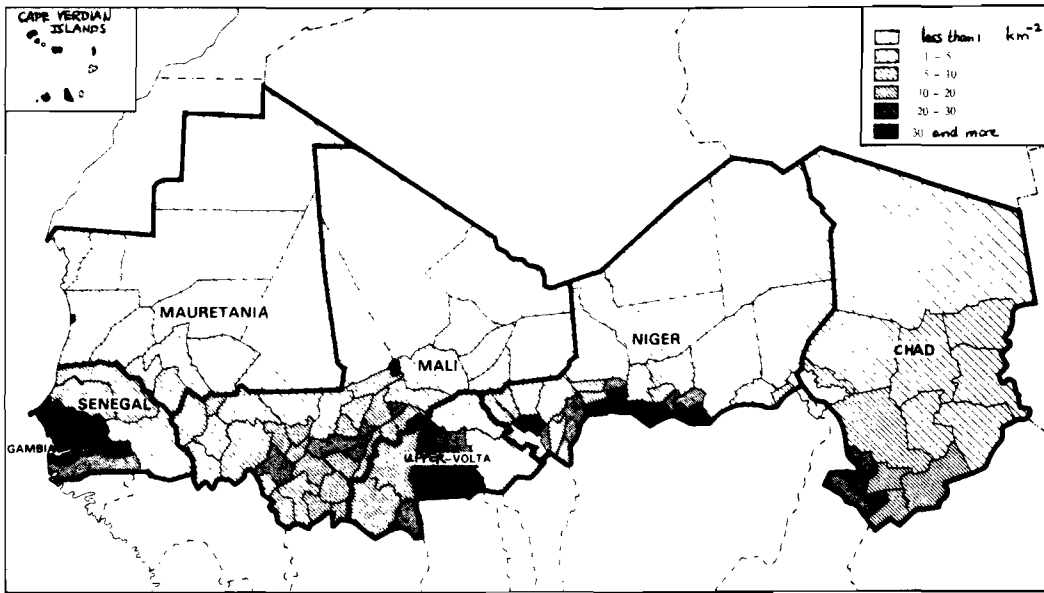 CAPE VERDIAN
ISLANDS
less than 1 km⁻²
1 - 5
5 - 10
10 - 20
20 - 30
30 and more
MAURETANIA
MALI
NIGER
CHAD
SENEGAL
GAMBIA
UPPER-VOLTA